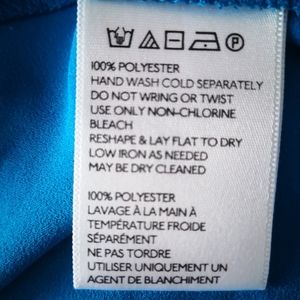 100% POLYESTER
HAND WASH COLD SEPARATELY
DO NOT WRING OR TWIST
USE ONLY NON-CHLORINE
BLEACH
RESHAPE & LAY FLAT TO DRY
LOW IRON AS NEEDED
MAY BE DRY CLEANED
100% POLYESTER
LAVAGE À LA MAIN À
TEMPÉRATURE FROIDE
SÉPARÉMENT
NE PAS TORDRE
UTILISER UNIQUEMENT UN
AGENT DE BLANCHIMENT